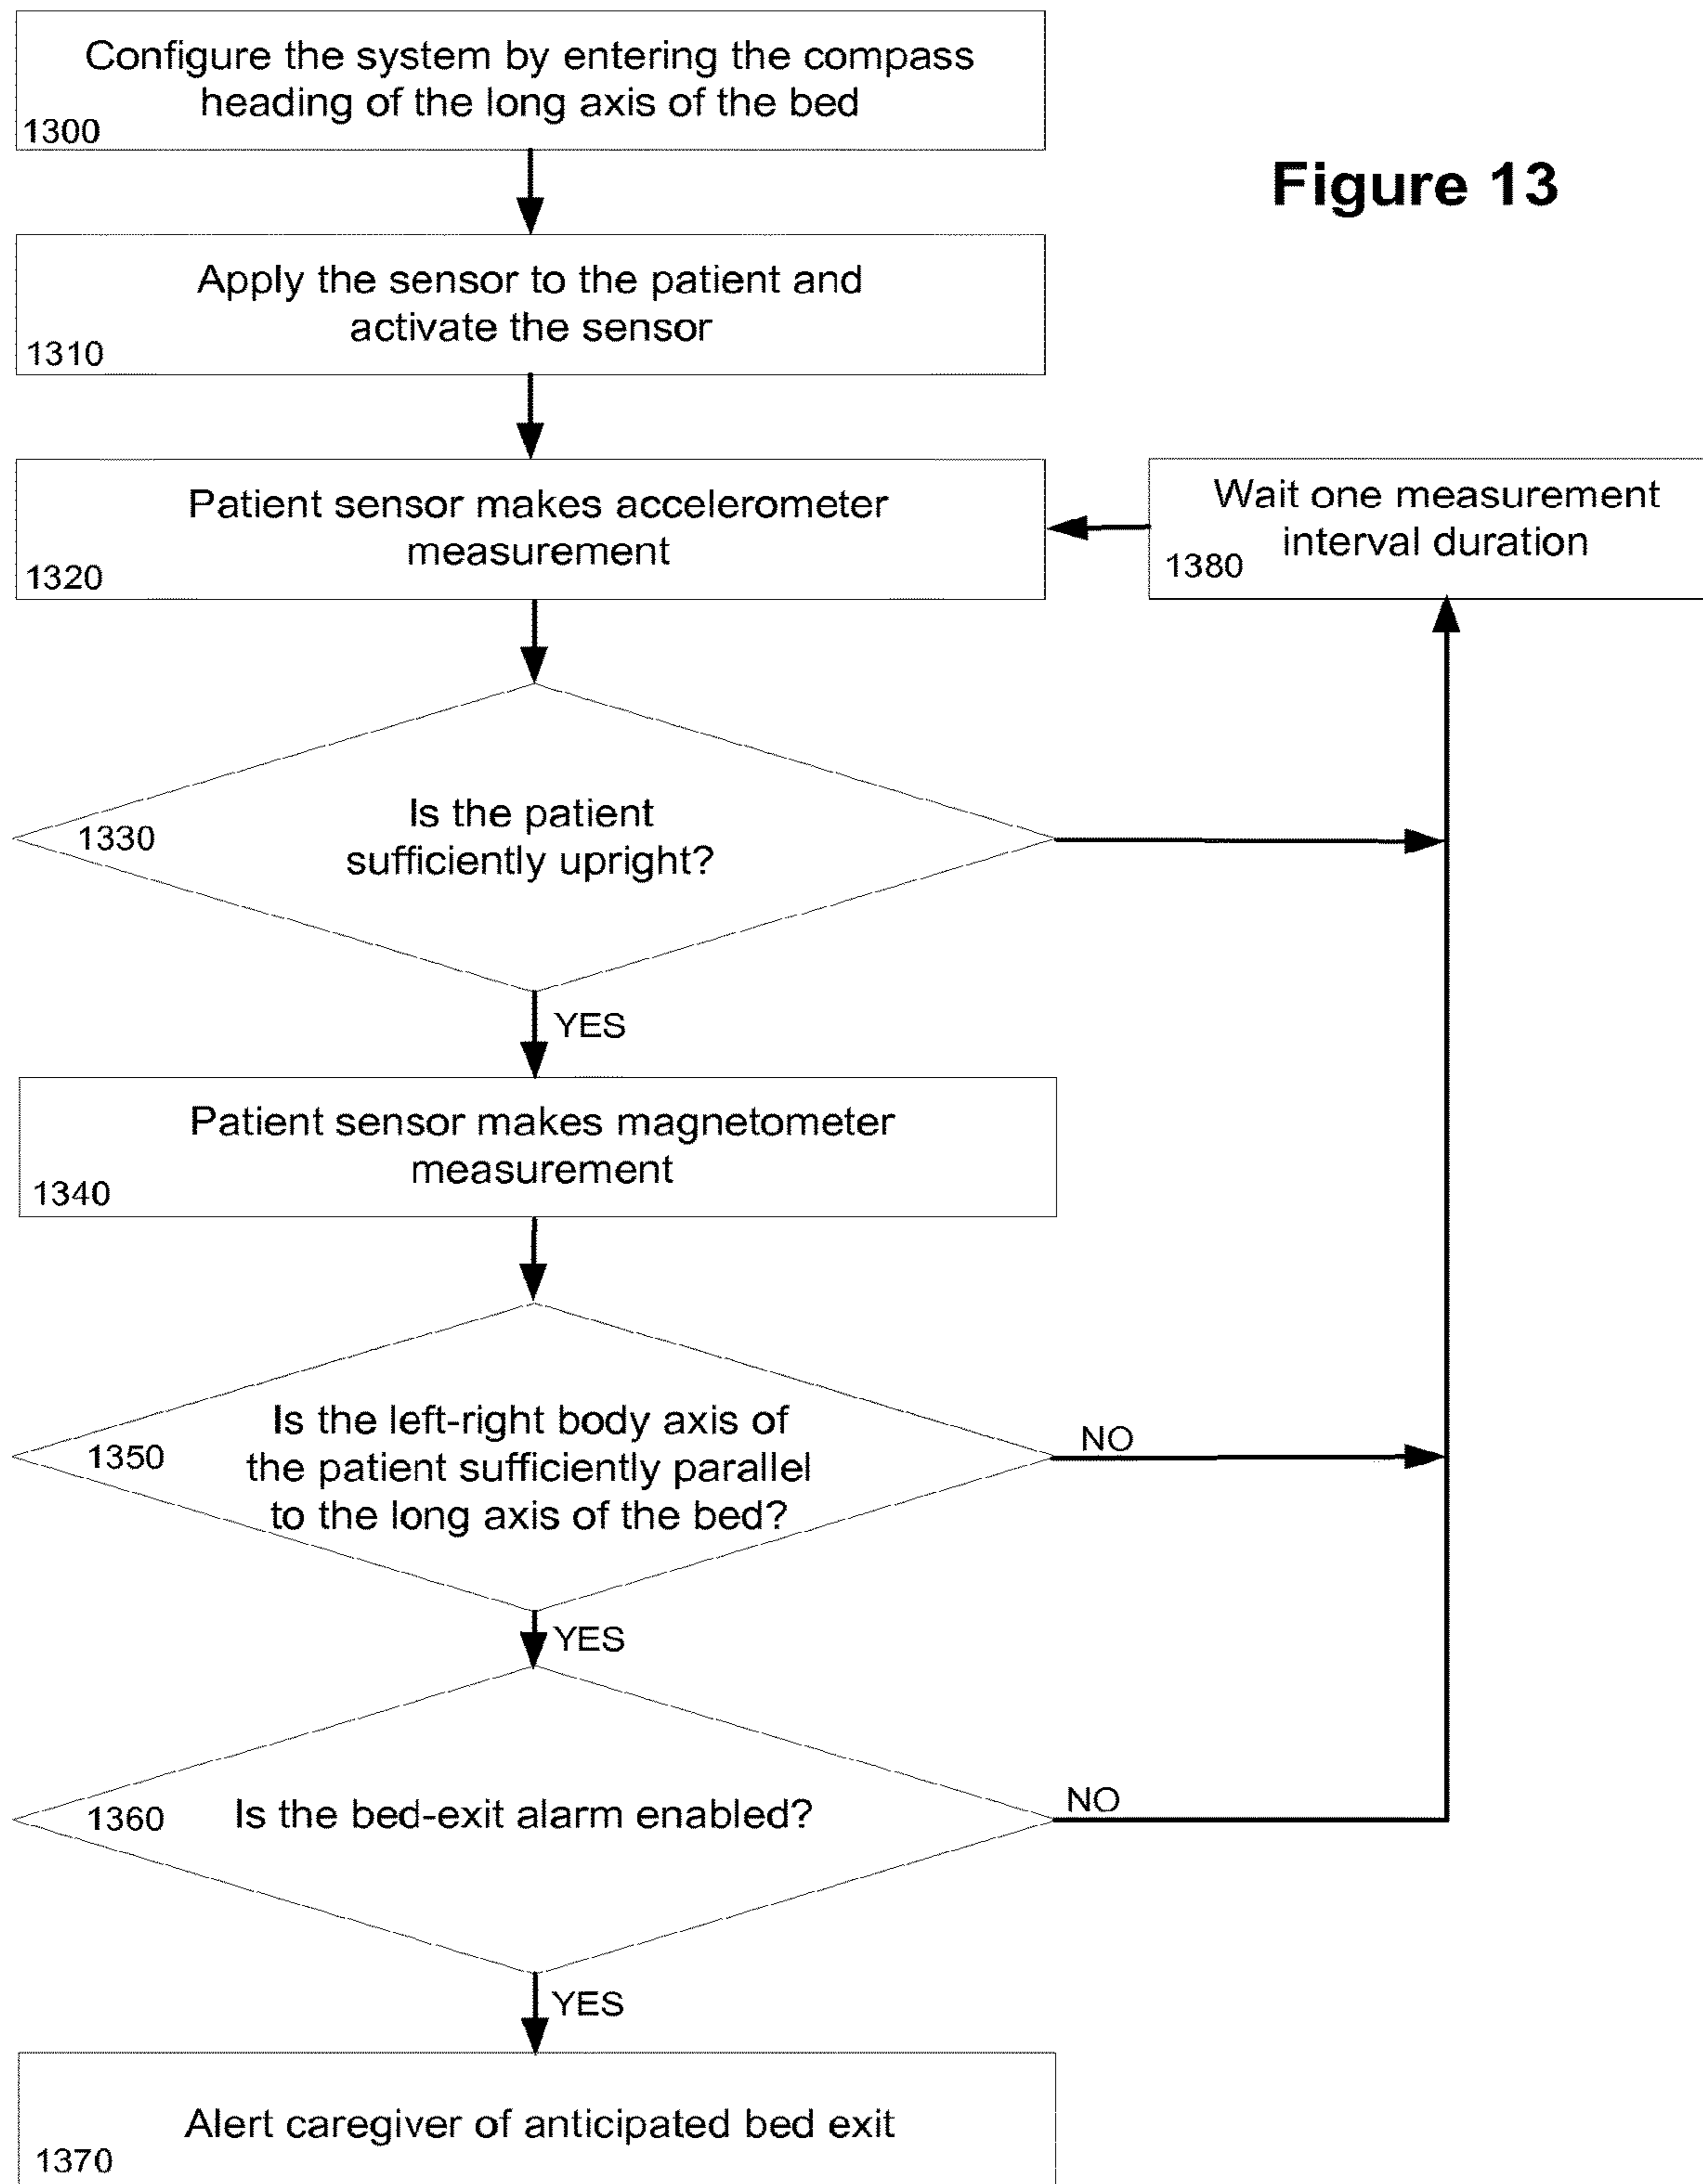 Configure the system by entering the compass
heading of the long axis of the bed
1300
Figure 13
Apply the sensor to the patient and
activate the sensor
1310
Patient sensor makes accelerometer
measurement
1320
Wait one measurement
interval duration
1380
Is the patient
sufficiently upright?
1330
YES
Patient sensor makes magnetometer
measurement
1340
Is the left-right body axis of
the patient sufficiently parallel
to the long axis of the bed?
1350
NO
YES
Is the bed-exit alarm enabled?
1360
NO
YES
Alert caregiver of anticipated bed exit
1370